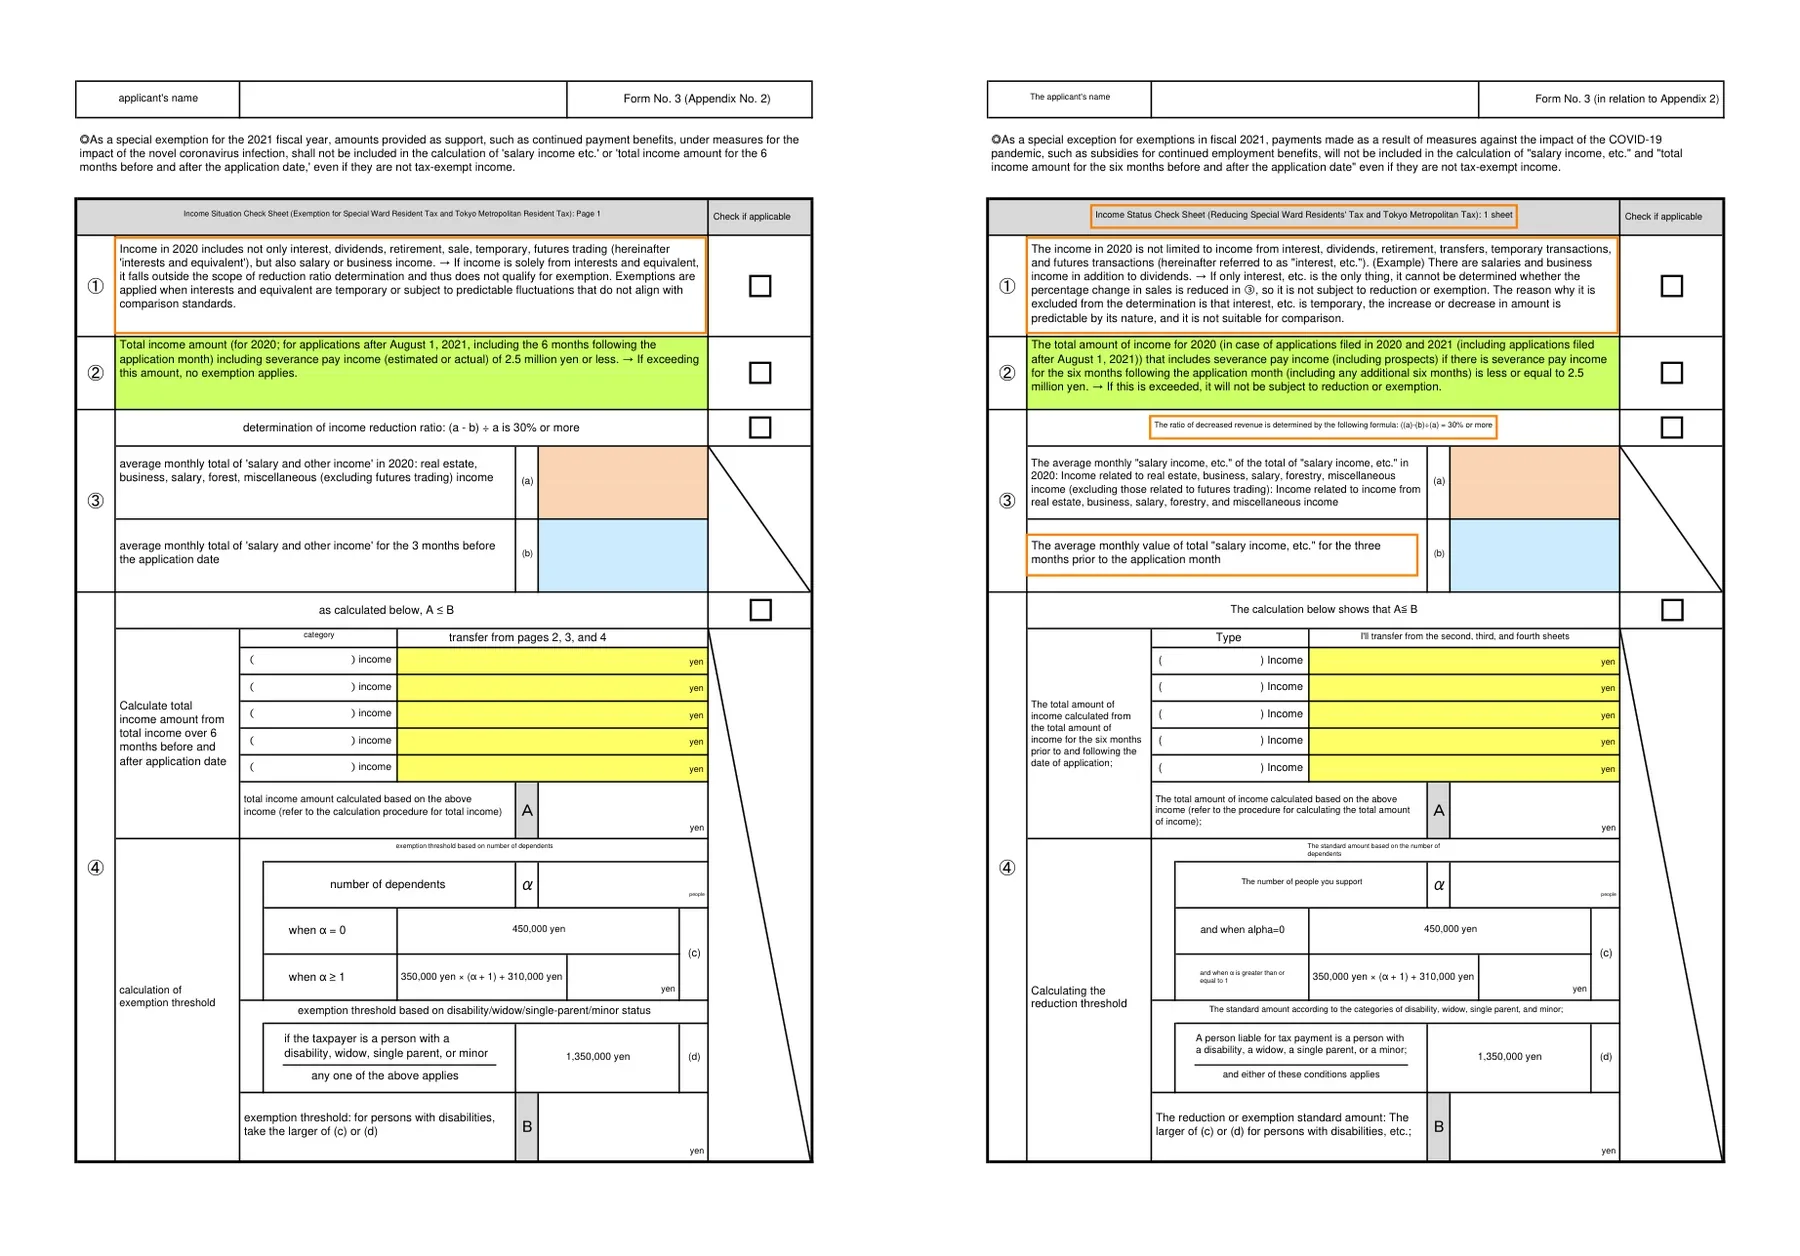 applicant's name
Form No. 3 (Appendix No. 2)
◎As a special exemption for the 2021 fiscal year, amounts provided as support, such as continued payment benefits, under measures for the
impact of the novel coronavirus infection, shall not be included in the calculation of 'salary income etc.' or 'total income amount for the 6
months before and after the application date,' even if they are not tax-exempt income.
Income Situation Check Sheet (Exemption for Special Ward Resident Tax and Tokyo Metropolitan Resident Tax): Page 1
Check if applicable
①
Income in 2020 includes not only interest, dividends, retirement, sale, temporary, futures trading (hereinafter
'interests and equivalent'), but also salary or business income. → If income is solely from interests and equivalent,
it falls outside the scope of reduction ratio determination and thus does not qualify for exemption. Exemptions are
applied when interests and equivalent are temporary or subject to predictable fluctuations that do not align with
comparison standards.
②
Total income amount (for 2020; for applications after August 1, 2021, including the 6 months following the
application month) including severance pay income (estimated or actual) of 2.5 million yen or less. → If exceeding
this amount, no exemption applies.
③
determination of income reduction ratio: (a - b) ÷ a is 30% or more
average monthly total of 'salary and other income' in 2020: real estate,
business, salary, forest, miscellaneous (excluding futures trading) income
(a)
average monthly total of 'salary and other income' for the 3 months before
the application date
(b)
④
as calculated below, A ≤ B
Calculate total
income amount from
total income over 6
months before and
after application date
category
transfer from pages 2, 3, and 4
( ) income
yen
( ) income
yen
( ) income
yen
( ) income
yen
( ) income
yen
total income amount calculated based on the above
income (refer to the calculation procedure for total income)
A
yen
calculation of
exemption threshold
exemption threshold based on number of dependents
number of dependents
α
people
when α = 0
450,000 yen
(c)
when α ≥ 1
350,000 yen × (α + 1) + 310,000 yen
yen
exemption threshold based on disability/widow/single-parent/minor status
if the taxpayer is a person with a
disability, widow, single parent, or minor
any one of the above applies
1,350,000 yen
(d)
exemption threshold: for persons with disabilities,
take the larger of (c) or (d)
B
yen
The applicant's name
Form No. 3 (in relation to Appendix 2)
◎As a special exception for exemptions in fiscal 2021, payments made as a result of measures against the impact of the COVID-19
pandemic, such as subsidies for continued employment benefits, will not be included in the calculation of "salary income, etc." and "total
income amount for the six months before and after the application date" even if they are not tax-exempt income.
Income Status Check Sheet (Reducing Special Ward Residents' Tax and Tokyo Metropolitan Tax): 1 sheet
Check if applicable
①
The income in 2020 is not limited to income from interest, dividends, retirement, transfers, temporary transactions,
and futures transactions (hereinafter referred to as "interest, etc."). (Example) There are salaries and business
income in addition to dividends. → If only interest, etc. is the only thing, it cannot be determined whether the
percentage change in sales is reduced in ③, so it is not subject to reduction or exemption. The reason why it is
excluded from the determination is that interest, etc. is temporary, the increase or decrease in amount is
predictable by its nature, and it is not suitable for comparison.
②
The total amount of income for 2020 (in case of applications filed in 2020 and 2021 (including applications filed
after August 1, 2021)) that includes severance pay income (including prospects) if there is severance pay income
for the six months following the application month (including any additional six months) is less or equal to 2.5
million yen. → If this is exceeded, it will not be subject to reduction or exemption.
③
The ratio of decreased revenue is determined by the following formula: ((a)-(b)÷(a) = 30% or more
The average monthly "salary income, etc." of the total of "salary income, etc." in
2020: Income related to real estate, business, salary, forestry, miscellaneous
income (excluding those related to futures trading): Income related to income from
real estate, business, salary, forestry, and miscellaneous income
(a)
The average monthly value of total "salary income, etc." for the three
months prior to the application month
(b)
④
The calculation below shows that A≦ B
The total amount of
income calculated from
the total amount of
income for the six months
prior to and following the
date of application;
Type
I'll transfer from the second, third, and fourth sheets
( ) Income
yen
( ) Income
yen
( ) Income
yen
( ) Income
yen
( ) Income
yen
The total amount of income calculated based on the above
income (refer to the procedure for calculating the total amount
of income);
A
yen
Calculating the
reduction threshold
The standard amount based on the number of
dependents
The number of people you support
α
people
and when alpha=0
450,000 yen
(c)
and when α is greater than or
equal to 1
350,000 yen × (α + 1) + 310,000 yen
yen
The standard amount according to the categories of disability, widow, single parent, and minor;
A person liable for tax payment is a person with
a disability, a widow, a single parent, or a minor;
and either of these conditions applies
1,350,000 yen
(d)
The reduction or exemption standard amount: The
larger of (c) or (d) for persons with disabilities, etc.;
B
yen